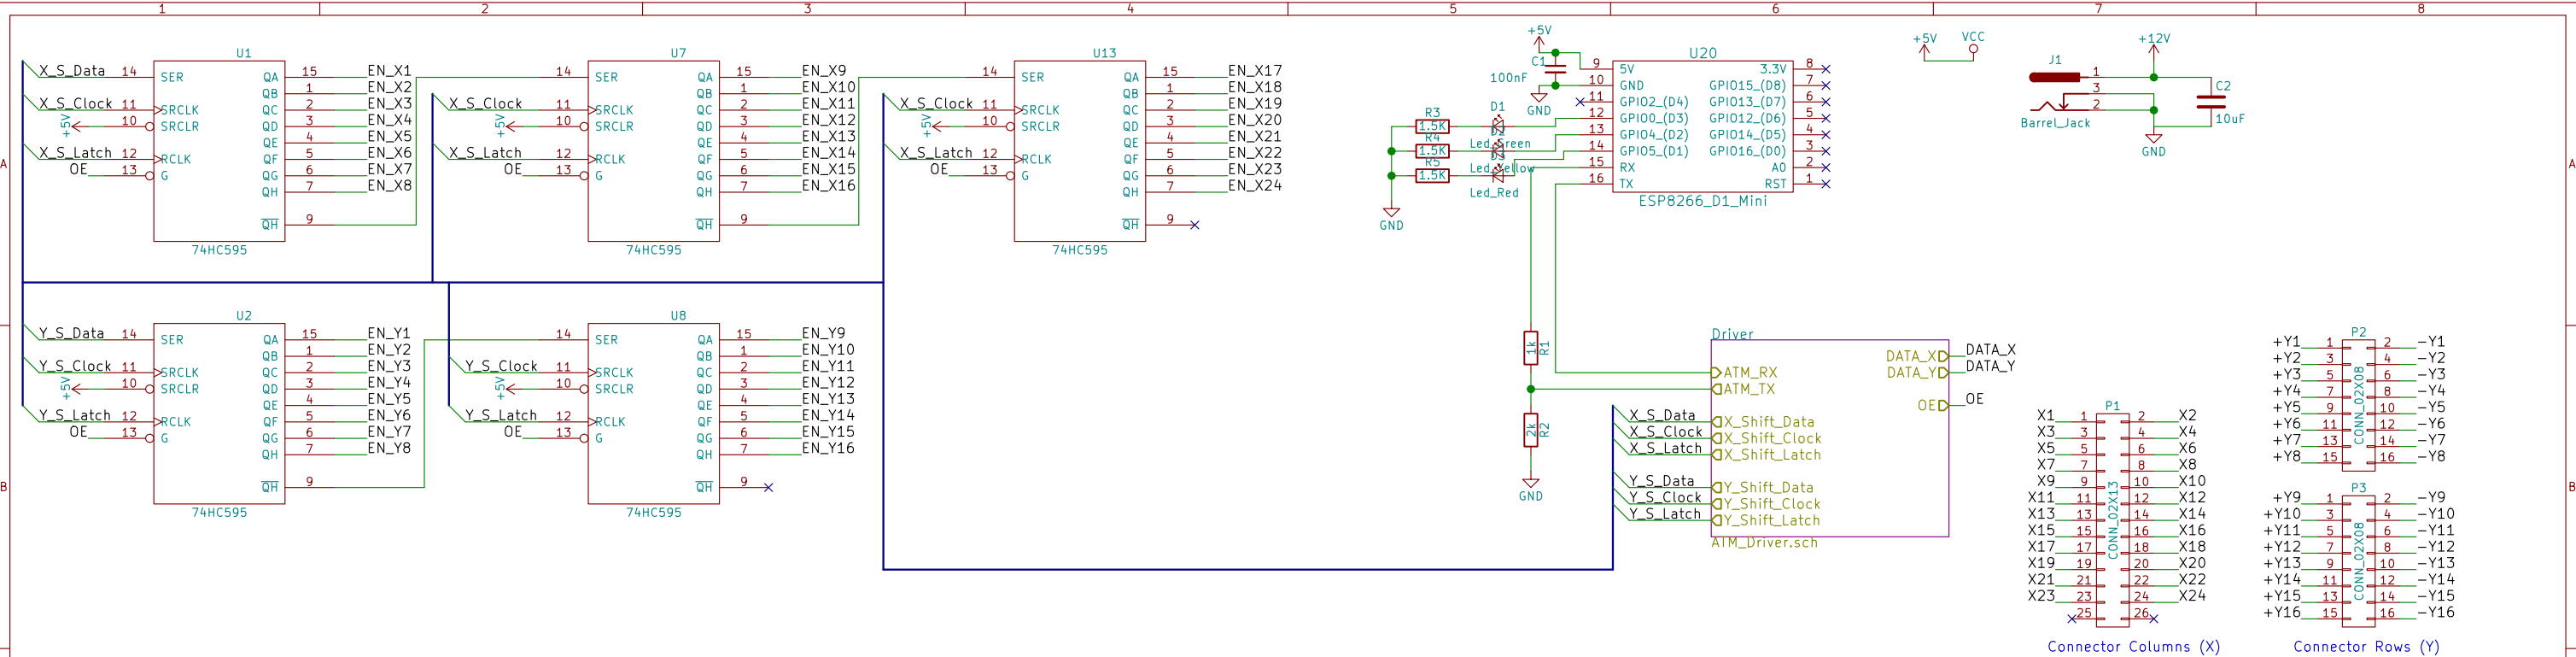 1 2 3 4 5 6 7 8
A A
B B
U1
X_S_Data 14 SER QA 15 EN_X1
QB 1 EN_X2
X_S_Clock 11 SRCLK QC 2 EN_X3
+5V 10 SRCLR QD 3 EN_X4
QE 4 EN_X5
X_S_Latch 12 RCLK QF 5 EN_X6
OE 13 G QG 6 EN_X7
QH 7 EN_X8
QH 9
74HC595
U7
14 SER QA 15 EN_X9
QB 1 EN_X10
X_S_Clock 11 SRCLK QC 2 EN_X11
+5V 10 SRCLR QD 3 EN_X12
QE 4 EN_X13
X_S_Latch 12 RCLK QF 5 EN_X14
OE 13 G QG 6 EN_X15
QH 7 EN_X16
QH 9
74HC595
U13
14 SER QA 15 EN_X17
QB 1 EN_X18
X_S_Clock 11 SRCLK QC 2 EN_X19
+5V 10 SRCLR QD 3 EN_X20
QE 4 EN_X21
X_S_Latch 12 RCLK QF 5 EN_X22
OE 13 G QG 6 EN_X23
QH 7 EN_X24
QH 9
74HC595
U2
Y_S_Data 14 SER QA 15 EN_Y1
QB 1 EN_Y2
Y_S_Clock 11 SRCLK QC 2 EN_Y3
+5V 10 SRCLR QD 3 EN_Y4
QE 4 EN_Y5
Y_S_Latch 12 RCLK QF 5 EN_Y6
OE 13 G QG 6 EN_Y7
QH 7 EN_Y8
QH 9
74HC595
U8
14 SER QA 15 EN_Y9
QB 1 EN_Y10
Y_S_Clock 11 SRCLK QC 2 EN_Y11
+5V 10 SRCLR QD 3 EN_Y12
QE 4 EN_Y13
Y_S_Latch 12 RCLK QF 5 EN_Y14
OE 13 G QG 6 EN_Y15
QH 7 EN_Y16
QH 9
74HC595
+5V
C1
100nF
GND
U20
9 5V 3.3V 8
10 GND GPIO15_(D8) 7
11 GPIO2_(D4) GPIO13_(D7) 6
12 GPIO0_(D3) GPIO12_(D6) 5
13 GPIO4_(D2) GPIO14_(D5) 4
14 GPIO5_(D1) GPIO16_(D0) 3
15 RX A0 2
16 TX RST 1
ESP8266_D1_Mini
R3 D1
1.5K
R4 D2
1.5K Led_Green
R5 D3
1.5K Led_Yellow
Led_Red
GND
+5V VCC
J1
1
3
2
Barrel_Jack
+12V
C2
10uF
GND
1k R1
2k R2
GND
Driver
DATA_X DATA_X
ATM_RX DATA_Y DATA_Y
ATM_TX
OE OE
X_S_Data X_Shift_Data
X_S_Clock X_Shift_Clock
X_S_Latch X_Shift_Latch
Y_S_Data Y_Shift_Data
Y_S_Clock Y_Shift_Clock
Y_S_Latch Y_Shift_Latch
ATM_Driver.sch
P1
X1 1 2 X2
X3 3 4 X4
X5 5 6 X6
X7 7 8 X8
X9 9 10 X10
X11 11 12 X12
X13 13 14 X14
X15 15 16 X16
X17 17 18 X18
X19 19 20 X20
X21 21 22 X22
X23 23 24 X24
25 26
CONN_02X13
Connector Columns (X)
P2
+Y1 1 2 -Y1
+Y2 3 4 -Y2
+Y3 5 6 -Y3
+Y4 7 8 -Y4
+Y5 9 10 -Y5
+Y6 11 12 -Y6
+Y7 13 14 -Y7
+Y8 15 16 -Y8
CONN_02X08
P3
+Y9 1 2 -Y9
+Y10 3 4 -Y10
+Y11 5 6 -Y11
+Y12 7 8 -Y12
+Y13 9 10 -Y13
+Y14 11 12 -Y14
+Y15 13 14 -Y15
+Y16 15 16 -Y16
CONN_02X08
Connector Rows (Y)